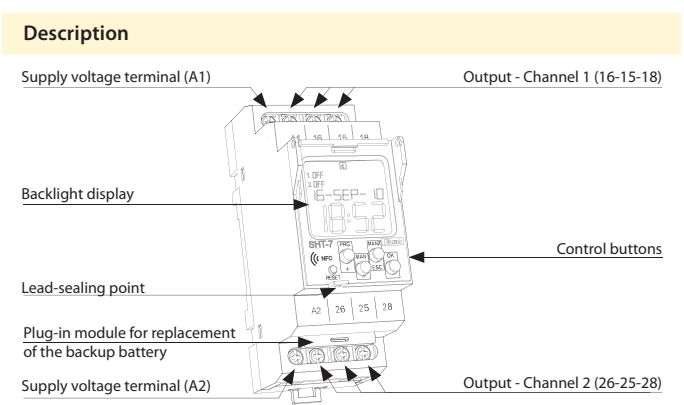 Description
Supply voltage terminal (A1)
Output - Channel 1 (16-15-18)
A1 16 15 18
1 OFF
2 OFF
16-SEP-10
18:52
Backlight display
SHT-7
PRG
MAN2
NFC
MAN1
+
ESC
OK
RESET
Control buttons
Lead-sealing point
A2 26 25 28
Plug-in module for replacement
of the backup battery
Supply voltage terminal (A2)
Output - Channel 2 (26-25-28)